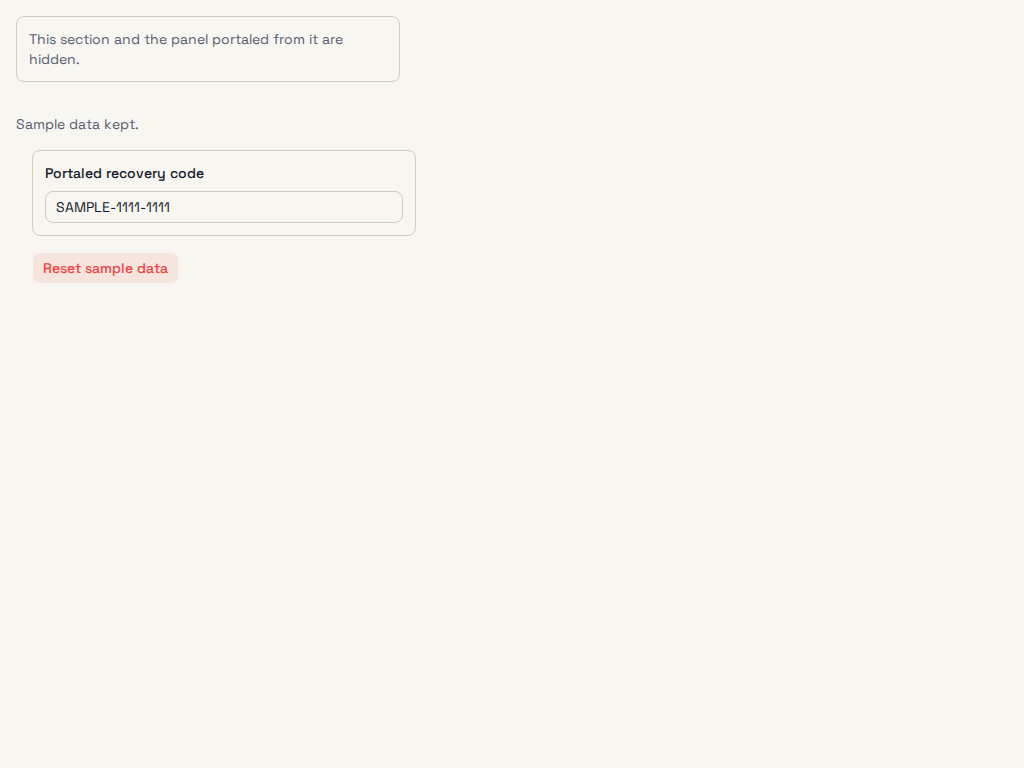 This section and the panel portaled from it are
hidden.
Sample data kept.
Portaled recovery code
SAMPLE-1111-1111
Reset sample data